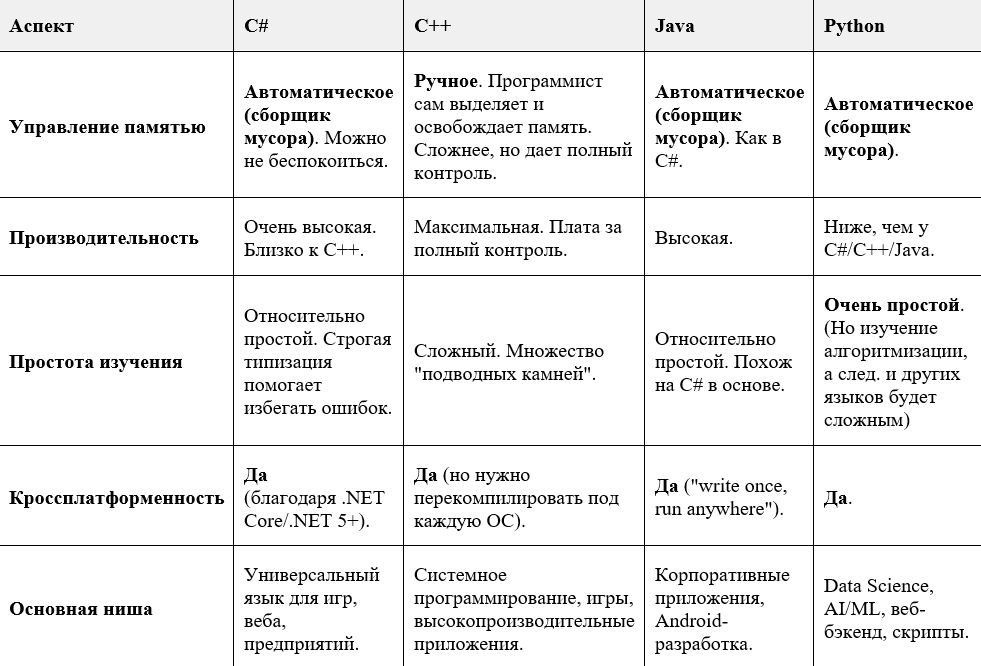 Аспект
C#
C++
Java
Python
Управление памятью
Автоматическое
(сборщик
мусора). Можно
не беспокоиться.
Ручное. Программист
сам выделяет и
освобождает память.
Сложнее, но дает полный
контроль.
Автоматическое
(сборщик
мусора). Как в
C#.
Автоматическое
(сборщик
мусора).
Производительность
Очень высокая.
Близко к C++.
Максимальная. Плата за
полный контроль.
Высокая.
Ниже, чем у
C#/C++/Java.
Простота изучения
Относительно
простой. Строгая
типизация
помогает
избегать ошибок.
Сложный. Множество
"подводных камней".
Относительно
простой. Похож
на C# в основе.
Очень простой.
(Но изучение
алгоритмизации,
а след. и других
языков будет
сложным)
Кроссплатформенность
Да
(благодаря .NET
Core/.NET 5+).
Да (но нужно
перекомпилировать под
каждую ОС).
Да ("write once,
run anywhere").
Да.
Основная ниша
Универсальный
язык для игр,
веба,
предприятий.
Системное
программирование, игры,
высокопроизводительные
приложения.
Корпоративные
приложения,
Android-
разработка.
Data Science,
AI/ML, веб-
бэкенд, скрипты.